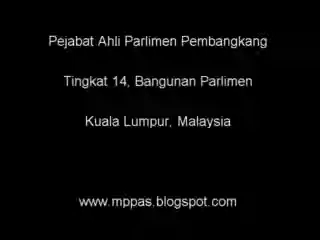 Pejabat Ahli Parlimen Pembangkang
Tingkat 14, Bangunan Parlimen
Kuala Lumpur, Malaysia
www.mppas.blogspot.com